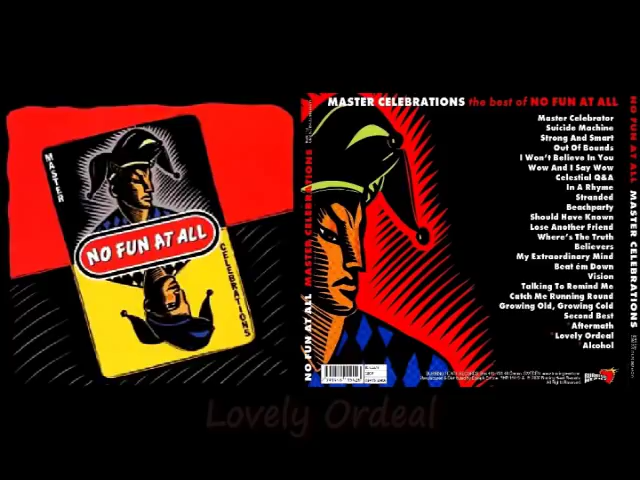 MASTER
NO FUN AT ALL
CELEBRATIONS
NO FUN AT ALL MASTER CELEBRATIONS
MASTER CELEBRATIONS the best of NO FUN AT ALL
Master Celebrator
Suicide Machine
Strong And Smart
Out Of Bounds
I Won't Believe In You
Wow And I Say Wow
Celestial Q&A
In A Rhyme
Stranded
Beachparty
Should Have Known
Lose Another Friend
Where's The Truth
Believers
My Extraordinary Mind
Beat ém Down
Vision
Talking To Remind Me
Catch Me Running Round
Growing Old, Growing Cold
Second Best
*Aftermath
*Lovely Ordeal
*Alcohol
NO FUN AT ALL MASTER CELEBRATIONS
Lovely Ordeal